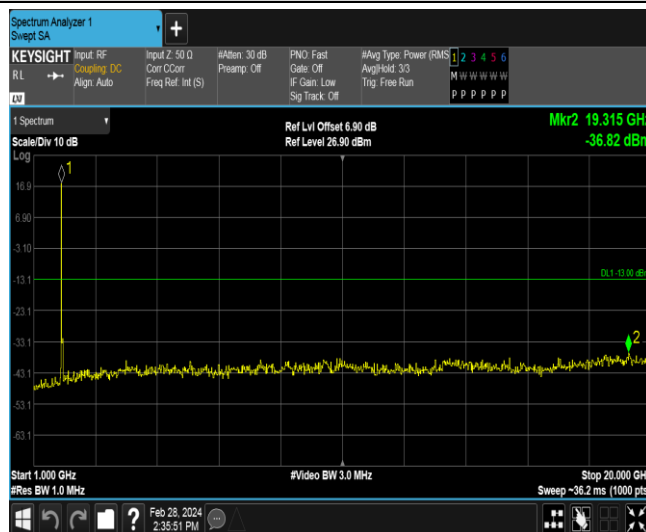 Spectrum Analyzer 1
Swept SA
+
KEYSIGHT Input: RF Input Z: 50 Ω #Atten: 30 dB PNO: Fast #Avg Type: Power (RMS 1 2 3 4 5 6
RL Coupling: DC Corr CCorr Preamp: Off Gate: Off Avg|Hold: 3/3 M W W W W W
Align: Auto Freq Ref: Int (S) IF Gain: Low Trig: Free Run
LXI Sig Track: Off P P P P P P
1 Spectrum Ref Lvl Offset 6.90 dB Mkr2 19.315 GHz
Scale/Div 10 dB Ref Level 26.90 dBm -36.82 dBm
Log
1
16.9
6.90
-3.10
-13.1 DL1 -13.00 dBm
-23.1
-33.1 2
-43.1
-53.1
-63.1
Start 1.000 GHz #Video BW 3.0 MHz Stop 20.000 GHz
#Res BW 1.0 MHz Sweep ~36.2 ms (1000 pts
? Feb 28, 2024
2:35:51 PM